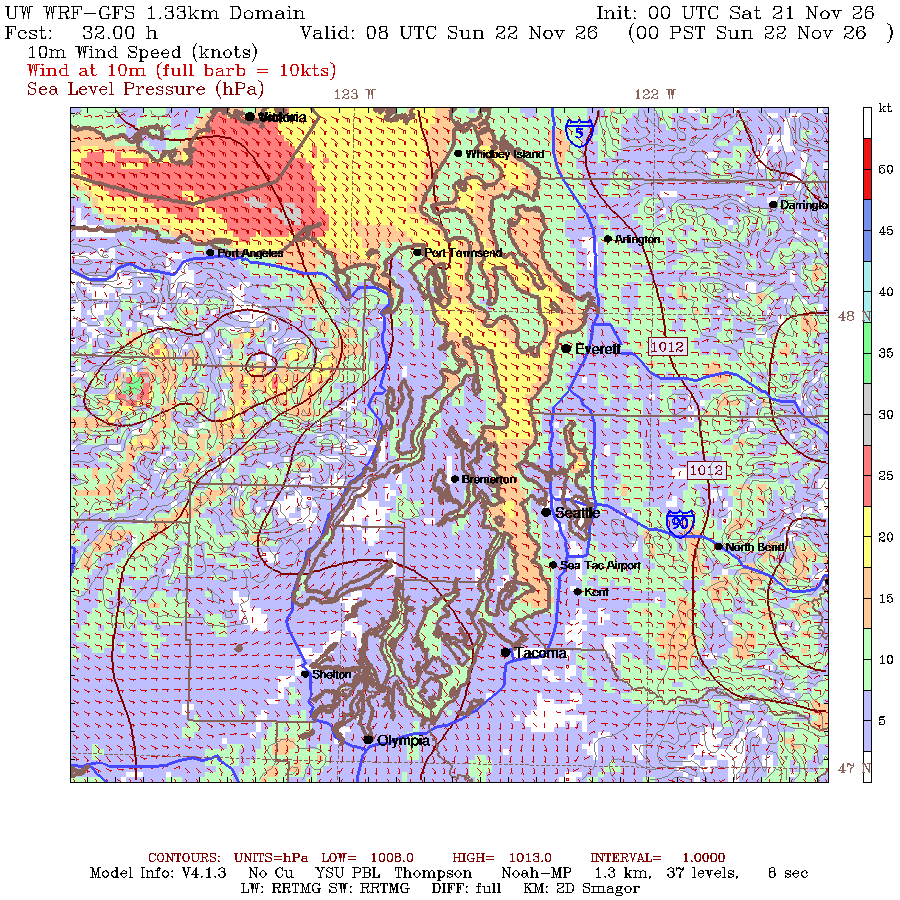 UW WRF-GFS 1.33km Domain Init: 00 UTC Sat 21 Nov 26
Fcst: 32.00 h Valid: 08 UTC Sun 22 Nov 26 (00 PST Sun 22 Nov 26 )
10m Wind Speed (knots)
Wind at 10m (full barb = 10kts)
Sea Level Pressure (hPa)
123 W 122 W
kt
Victoria
5
Whidbey Island
60
Darringto
45
Arlington
Port Angeles
Port Townsend
40
48 N
Everett
1012
35
30
1012
25
Bremerton
Seattle
90
20
North Bend
Sea Tac Airport
Kent
15
Tacoma
10
Shelton
5
Olympia
47 N
CONTOURS: UNITS=hPa LOW= 1008.0 HIGH= 1013.0 INTERVAL= 1.0000
Model Info: V4.1.3 No Cu YSU PBL Thompson Noah-MP 1.3 km, 37 levels, 8 sec
LW: RRTMG SW: RRTMG DIFF: full KM: 2D Smagor